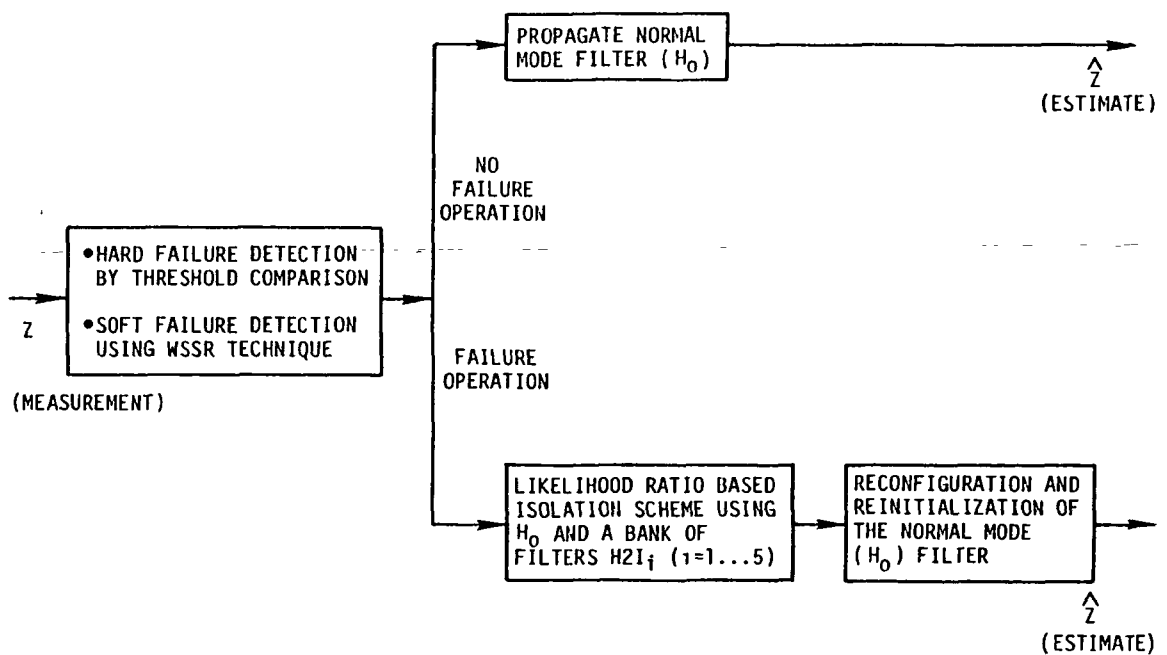 PROPAGATE NORMAL
MODE FILTER (H₀)
Ẑ
(ESTIMATE)
NO
FAILURE
OPERATION
•HARD FAILURE DETECTION
BY THRESHOLD COMPARISON
•SOFT FAILURE DETECTION
USING WSSR TECHNIQUE
Z
(MEASUREMENT)
FAILURE
OPERATION
LIKELIHOOD RATIO BASED
ISOLATION SCHEME USING
H₀ AND A BANK OF
FILTERS H2Iᵢ (ı=1...5)
RECONFIGURATION AND
REINITIALIZATION OF
THE NORMAL MODE
(H₀) FILTER
Ẑ
(ESTIMATE)